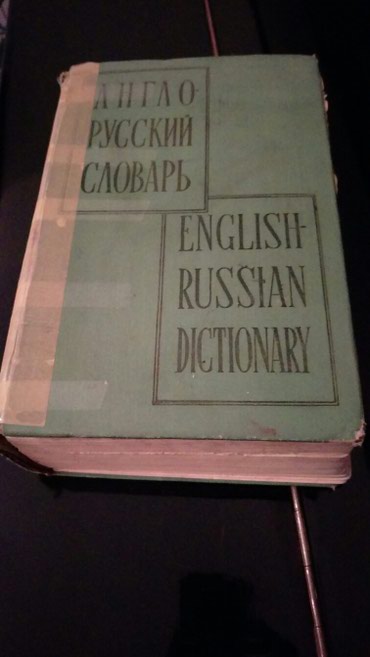 АНГЛО-
РУССКИЙ
СЛОВАРЬ
ENGLISH-
RUSSIAN
DICTIONARY